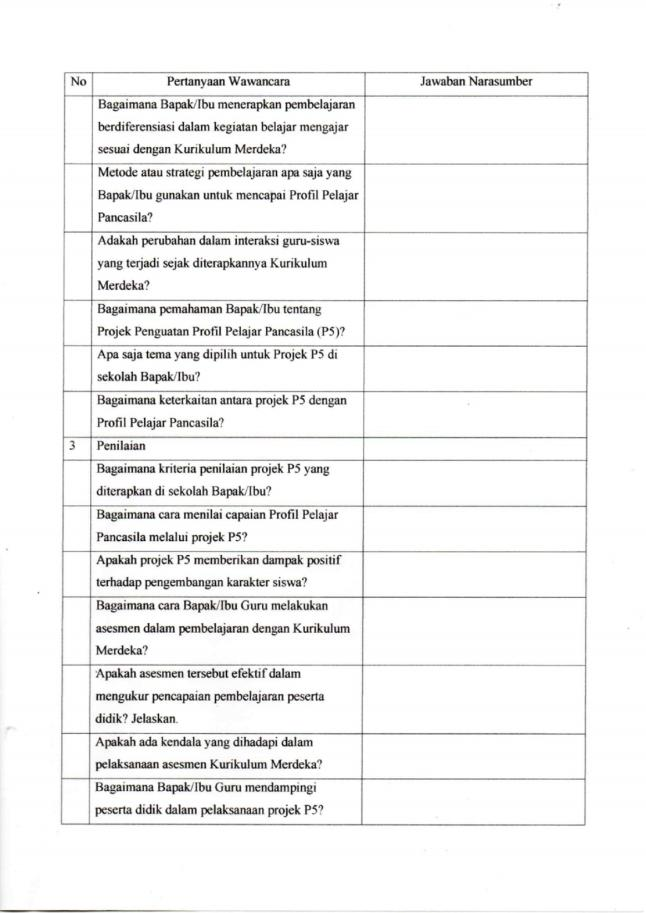 No Pertanyaan Wawancara Jawaban Narasumber
Bagaimana Bapak/Ibu menerapkan pembelajaran
berdiferensiasi dalam kegiatan belajar mengajar
sesuai dengan Kurikulum Merdeka?
Metode atau strategi pembelajaran apa saja yang
Bapak/Ibu gunakan untuk mencapai Profil Pelajar
Pancasila?
Adakah perubahan dalam interaksi guru-siswa
yang terjadi sejak diterapkannya Kurikulum
Merdeka?
Bagaimana pemahaman Bapak/Ibu tentang
Projek Penguatan Profil Pelajar Pancasila (P5)?
Apa saja tema yang dipilih untuk Projek P5 di
sekolah Bapak/Ibu?
Bagaimana keterkaitan antara projek P5 dengan
Profil Pelajar Pancasila?
3 Penilaian
Bagaimana kriteria penilaian projek P5 yang
diterapkan di sekolah Bapak/Ibu?
Bagaimana cara menilai capaian Profil Pelajar
Pancasila melalui projek P5?
Apakah projek P5 memberikan dampak positif
terhadap pengembangan karakter siswa?
Bagaimana cara Bapak/Ibu Guru melakukan
asesmen dalam pembelajaran dengan Kurikulum
Merdeka?
Apakah asesmen tersebut efektif dalam
mengukur pencapaian pembelajaran peserta
didik? Jelaskan.
Apakah ada kendala yang dihadapi dalam
pelaksanaan asesmen Kurikulum Merdeka?
Bagaimana Bapak/Ibu Guru mendampingi
peserta didik dalam pelaksanaan projek P5?